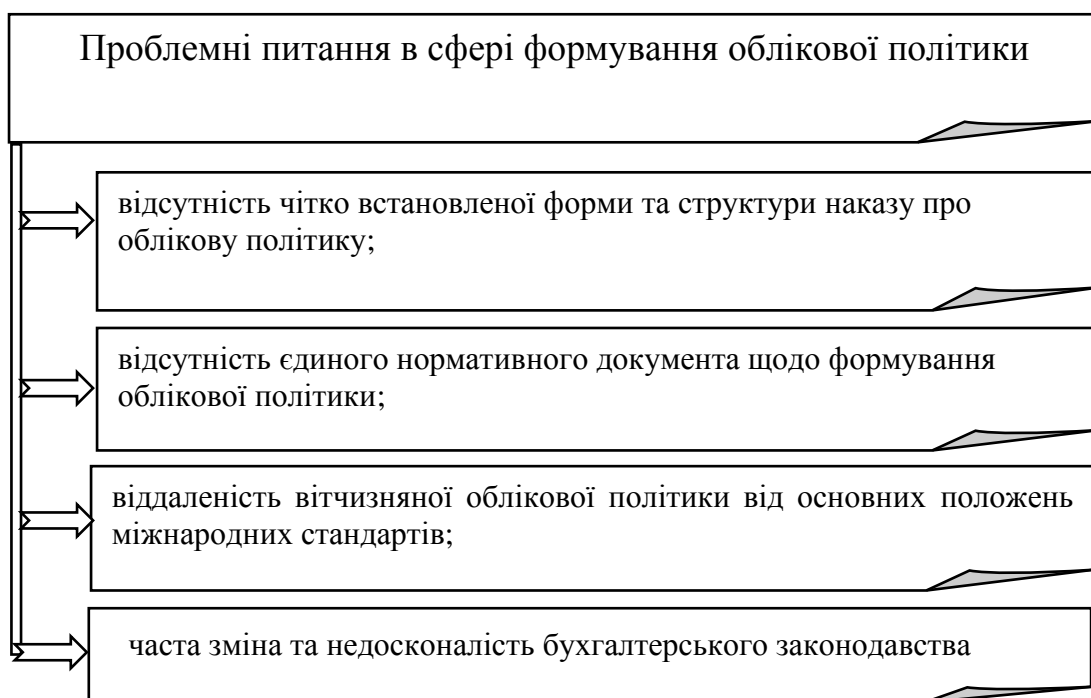 Проблемні питання в сфері формування облікової політики
відсутність чітко встановленої форми та структури наказу про
облікову політику;
відсутність єдиного нормативного документа щодо формування
облікової політики;
віддаленість вітчизняної облікової політики від основних положень
міжнародних стандартів;
часта зміна та недосконалість бухгалтерського законодавства